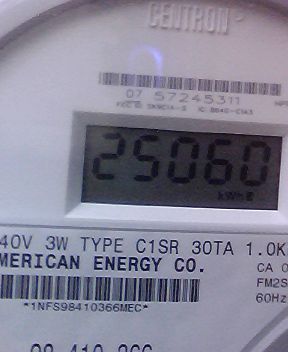 CENTRON
07 57245311
25060
kWh
40V 3W TYPE C1SR 30TA 1.0K
MERICAN ENERGY CO.
CA 0
FM2S
60Hz
*1NFS98410366MEC*